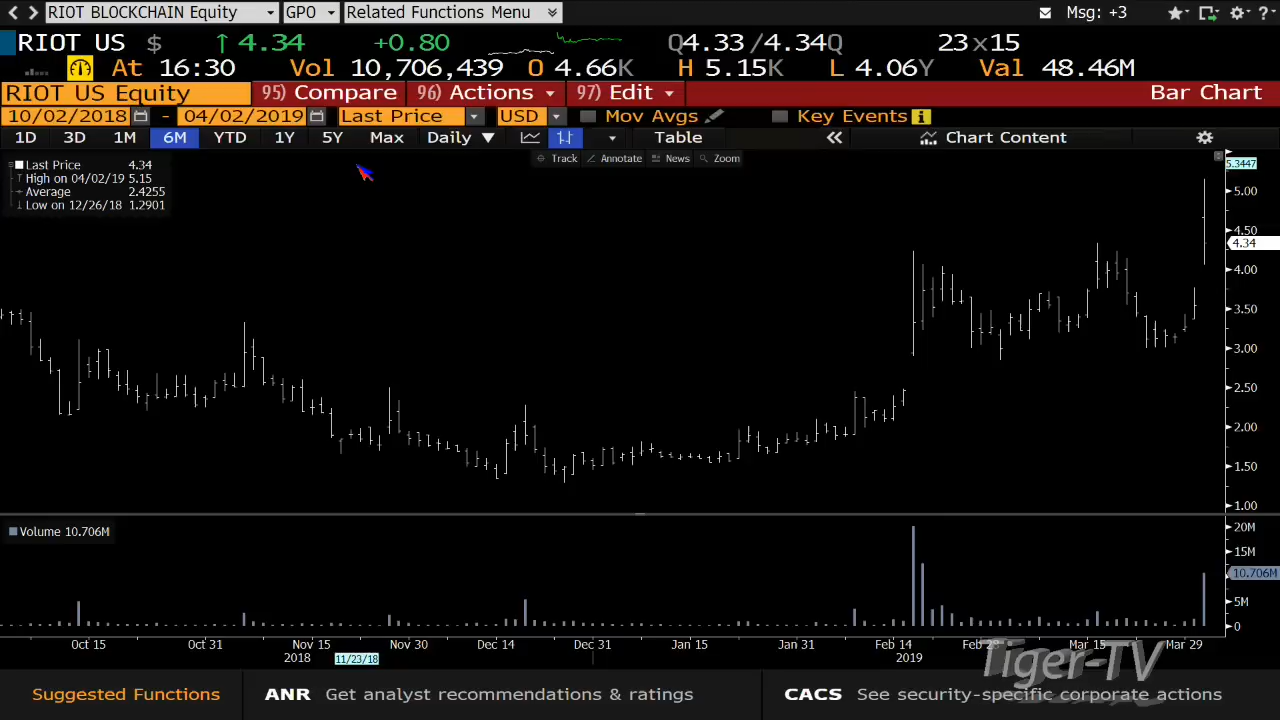 RIOT BLOCKCHAIN Equity GPO Related Functions Menu Msg: +3 ?
RIOT US $ ↑ 4.34 +0.80 Q4.33/4.34Q 23x15
At 16:30 Vol 10,706,439 O 4.66K H 5.15K L 4.06Y Val 48.46M
RIOT US Equity 95) Compare 96) Actions 97) Edit Bar Chart
10/02/2018 - 04/02/2019 Last Price USD Mov Avgs Key Events i
1D 3D 1M 6M YTD 1Y 5Y Max Daily ▼ Table « Chart Content
Track Annotate News Zoom
Last Price 4.34
High on 04/02/19 5.15
Average 2.4255
Low on 12/26/18 1.2901
5.3447
5.00
4.50
4.34
4.00
3.50
3.00
2.50
2.00
1.50
1.00
Volume 10.706M
20M
15M
10.706M
5M
0
Oct 15 Oct 31 Nov 15 Nov 30 Dec 14 Dec 31 Jan 15 Jan 31 Feb 14 Feb 28 Mar 15 Mar 29
2018 11/23/18 2019
Tiger-TV
Suggested Functions ANR Get analyst recommendations & ratings CACS See security-specific corporate actions